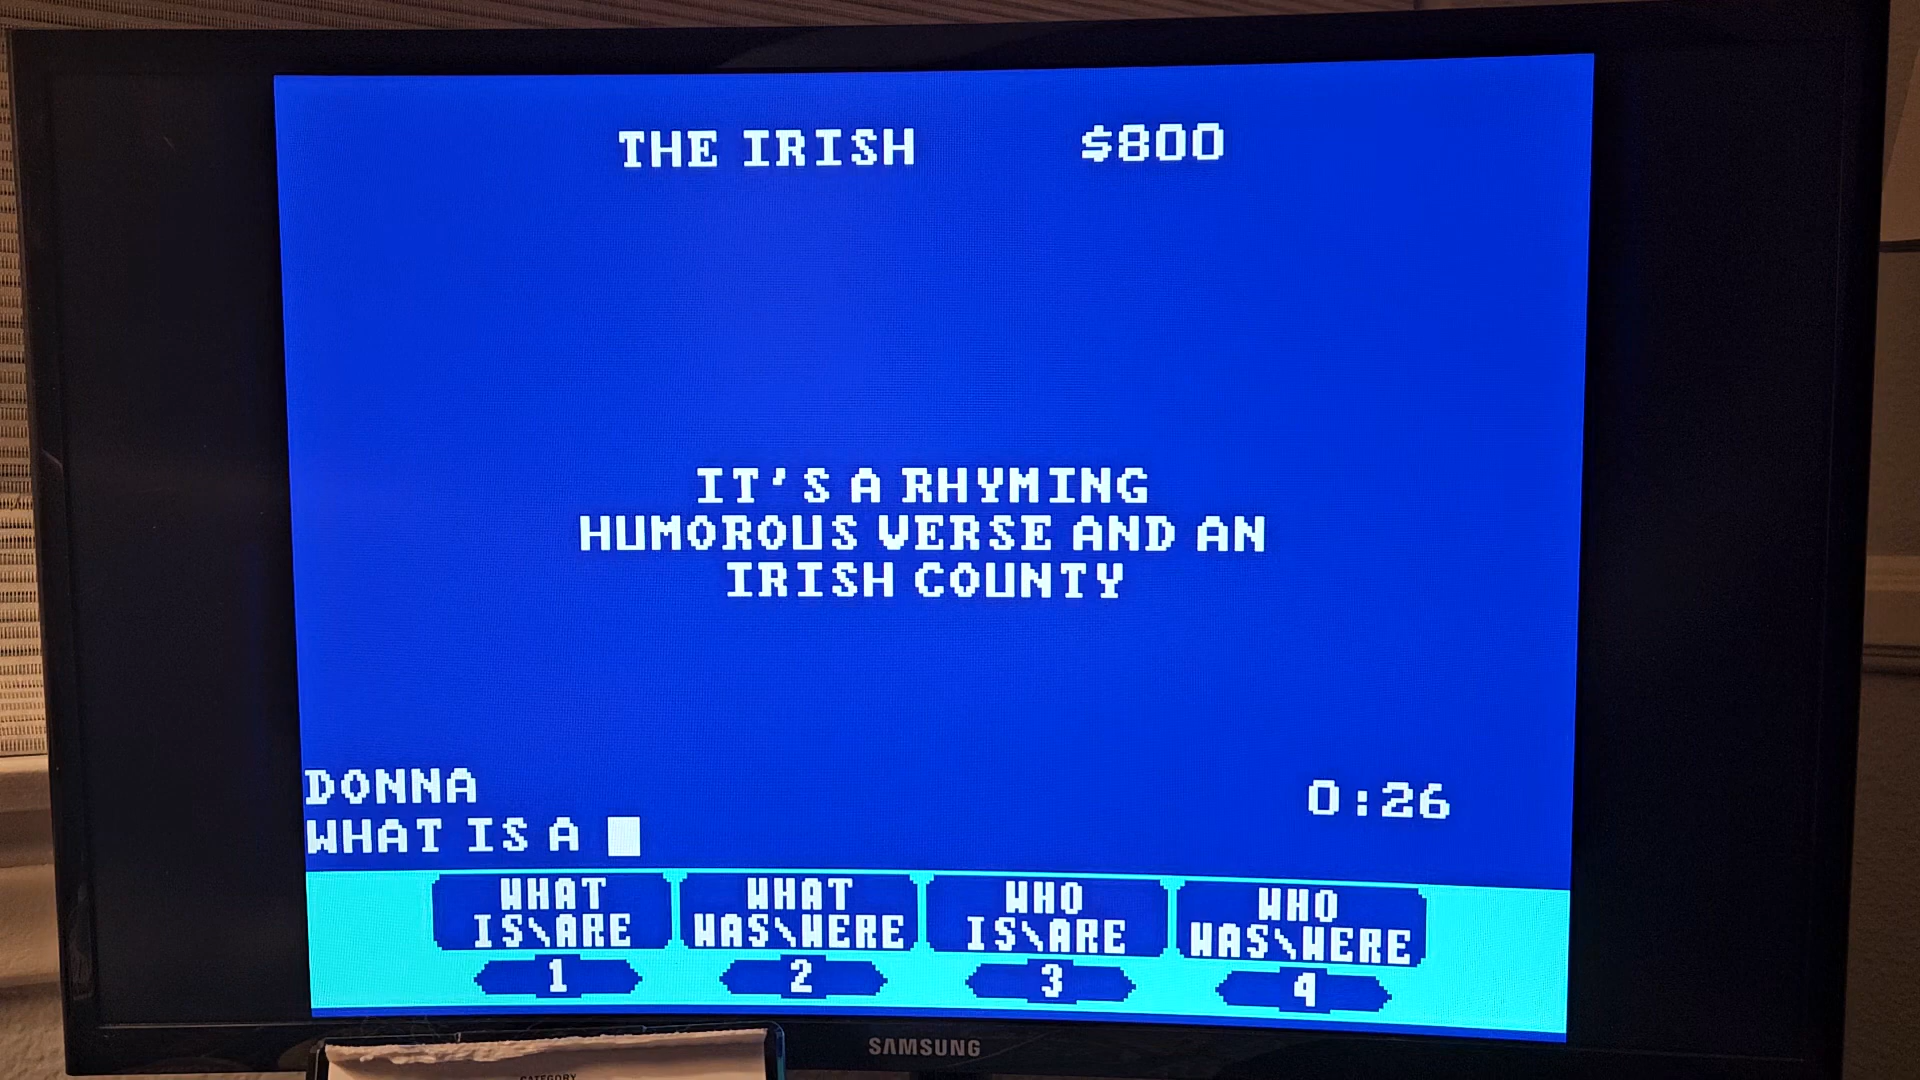 THE IRISH $800
IT'S A RHYMING
HUMOROUS VERSE AND AN
IRISH COUNTY
DONNA
0:26
WHAT IS A
WHAT IS\ARE
WHAT WAS\WERE
WHO IS\ARE
WHO WAS\WERE
1 2 3 4
SAMSUNG
CATEGORY